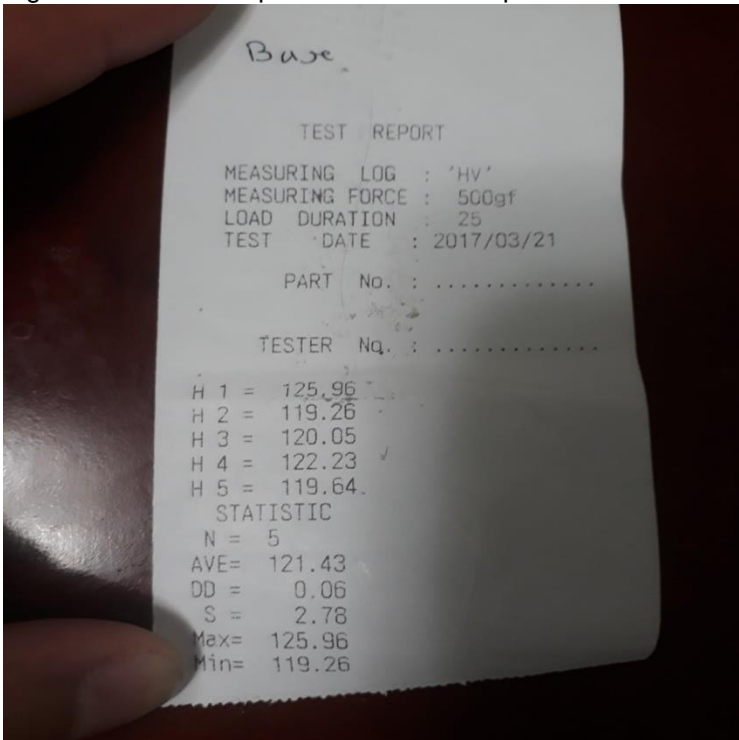 Base
TEST REPORT
MEASURING LOG : 'HV'
MEASURING FORCE : 500gf
LOAD DURATION : 25
TEST DATE : 2017/03/21
PART No. : .............
TESTER No. : .............
H 1 = 125.96
H 2 = 119.26
H 3 = 120.05
H 4 = 122.23
H 5 = 119.64
STATISTIC
N = 5
AVE= 121.43
DD = 0.06
S = 2.78
Max= 125.96
Min= 119.26